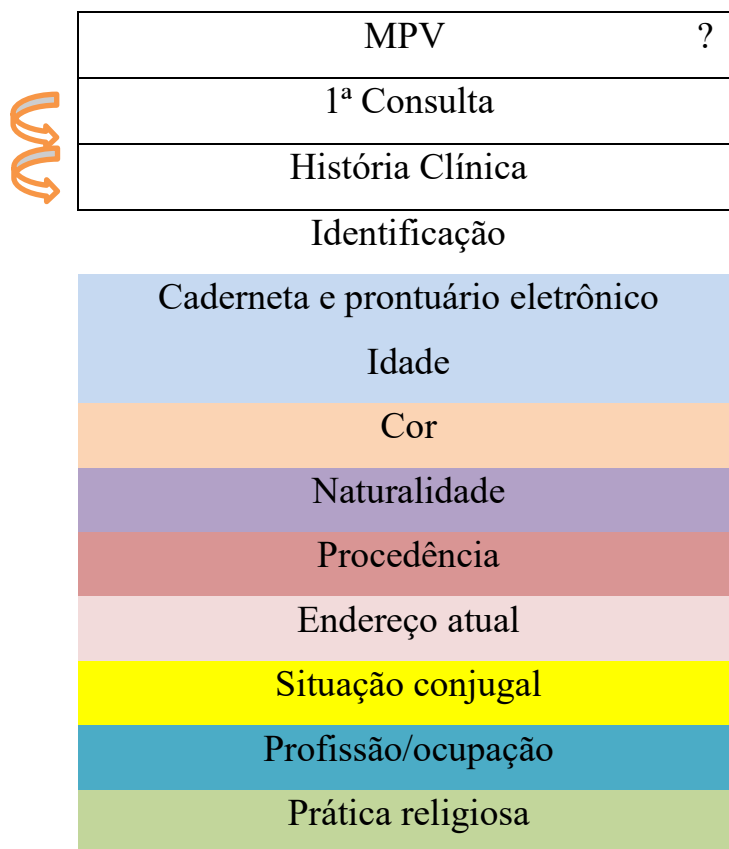 MPV ?
1ª Consulta
História Clínica
Identificação
Caderneta e prontuário eletrônico
Idade
Cor
Naturalidade
Procedência
Endereço atual
Situação conjugal
Profissão/ocupação
Prática religiosa